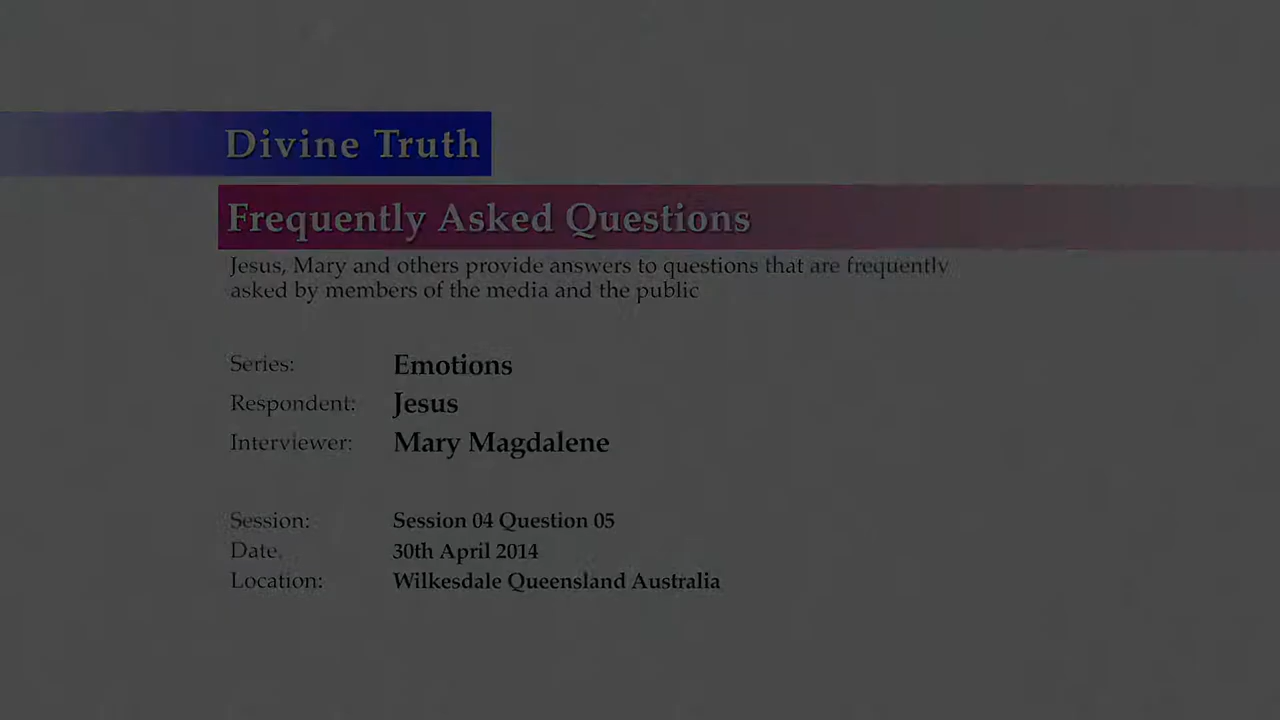 Divine Truth
Frequently Asked Questions
Jesus, Mary and others provide answers to questions that are frequently
asked by members of the media and the public
Series: Emotions
Respondent: Jesus
Interviewer: Mary Magdalene
Session: Session 04 Question 05
Date. 30th April 2014
Location: Wilkesdale Queensland Australia